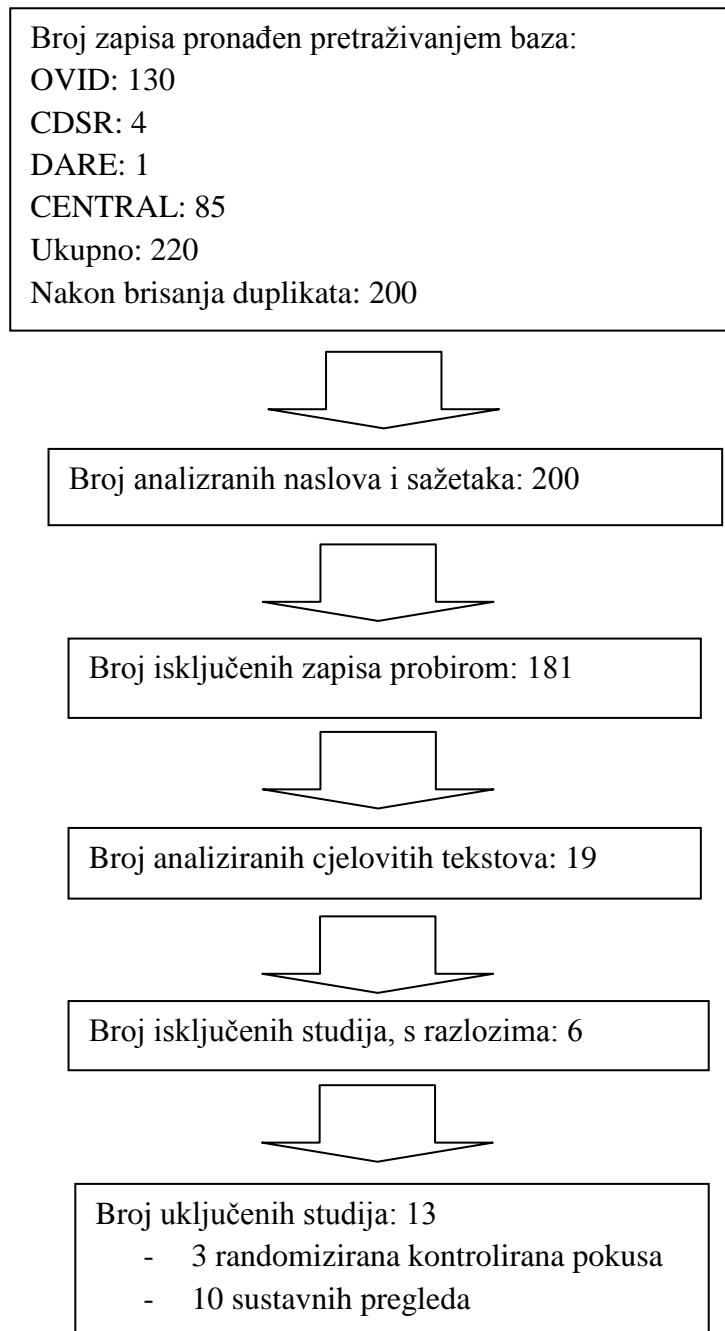 Broj zapisa pronađen pretraživanjem baza:
OVID: 130
CDSR: 4
DARE: 1
CENTRAL: 85
Ukupno: 220
Nakon brisanja duplikata: 200
Broj analizranih naslova i sažetaka: 200
Broj isključenih zapisa probirom: 181
Broj analiziranih cjelovitih tekstova: 19
Broj isključenih studija, s razlozima: 6
Broj uključenih studija: 13
- 3 randomizirana kontrolirana pokusa
- 10 sustavnih pregleda